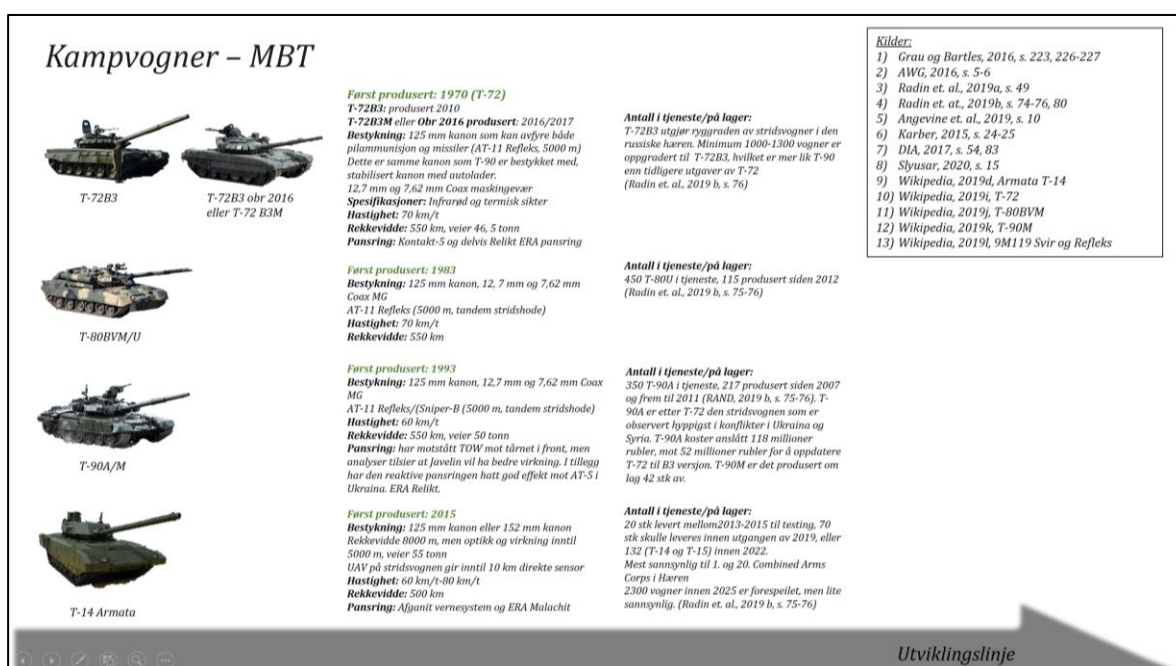 Kampvogner – MBT
Kilder:
1) Grau og Bartles, 2016, s. 223, 226-227
2) AWG, 2016, s. 5-6
3) Radin et. al., 2019a, s. 49
4) Radin et. at., 2019b, s. 74-76, 80
5) Angevine et al., 2019, s. 10
6) Karber, 2015, s. 24-25
7) DIA, 2017, s. 54, 83
8) Slyusar, 2020, s. 15
9) Wikipedia, 2019d, Armata T-14
10) Wikipedia, 2019i, T-72
11) Wikipedia, 2019j, T-80BVM
12) Wikipedia, 2019k, T-90M
13) Wikipedia, 2019l, 9M119 Svir og Refleks
T-72B3
T-72B3 obr 2016
eller T-72 B3M
Først produsert: 1970 (T-72)
T-72B3: produsert 2010
T-72B3M eller Obr 2016 produsert: 2016/2017
Bestykning: 125 mm kanon som kan avfyre både
pilammunisjon og missiler (AT-11 Refleks, 5000 m)
Dette er samme kanon som T-90 er bestykket med,
stabilisert kanon med autolader.
12,7 mm og 7,62 mm Coax maskingevær
Spesifikasjoner: Infrarød og termisk sikter
Hastighet: 70 km/t
Rekkevidde: 550 km, veier 46, 5 tonn
Pansring: Kontakt-5 og delvis Relikt ERA pansring
Antall i tjeneste/på lager:
T-72B3 utgjør ryggraden av stridsvogner i den
russiske hæren. Minimum 1000-1300 vogner er
oppgradert til T-72B3, hvilket er mer lik T-90
enn tidligere utgaver av T-72
(Radin et. al., 2019 b, s. 76)
T-80BVM/U
Først produsert: 1983
Bestykning: 125 mm kanon, 12, 7 mm og 7,62 mm
Coax MG
AT-11 Refleks (5000 m, tandem stridshode)
Hastighet: 70 km/t
Rekkevidde: 550 km
Antall i tjeneste/på lager:
450 T-80U i tjeneste, 115 produsert siden 2012
(Radin et. al., 2019 b, s. 75-76)
T-90A/M
Først produsert: 1993
Bestykning: 125 mm kanon, 12,7 mm og 7,62 mm Coax
MG
AT-11 Refleks/(Sniper-B (5000 m, tandem stridshode)
Hastighet: 60 km/t
Rekkevidde: 550 km, veier 50 tonn
Pansring: har motstått TOW mot tårnet i front, men
analyser tilsier at Javelin vil ha bedre virkning. I tillegg
har den reaktive pansringen hatt god effekt mot AT-5 i
Ukraina. ERA Relikt.
Antall i tjeneste/på lager:
350 T-90A i tjeneste, 217 produsert siden 2007
og frem til 2011 (RAND, 2019 b, s. 75-76). T-
90A er etter T-72 den stridsvognen som er
observert hyppigst i konflikter i Ukraina og
Syria. T-90A koster anslått 118 millioner
rubler, mot 52 millioner rubler for å oppdatere
T-72 til B3 versjon. T-90M er det produsert om
lag 42 stk av.
T-14 Armata
Først produsert: 2015
Bestykning: 125 mm kanon eller 152 mm kanon
Rekkevidde 8000 m, men optikk og virkning inntil
5000 m, veier 55 tonn
UAV på stridsvognen gir inntil 10 km direkte sensor
Hastighet: 60 km/t-80 km/t
Rekkevidde: 500 km
Pansring: Afganit vernesystem og ERA Malachit
Antall i tjeneste/på lager:
20 stk levert mellom2013-2015 til testing, 70
stk skulle leveres innen utgangen av 2019, eller
132 (T-14 og T-15) innen 2022.
Mest sannsynlig til 1. og 20. Combined Arms
Corps i Hæren
2300 vogner innen 2025 er forespeilet, men lite
sannsynlig. (Radin et. al., 2019 b, s. 75-76)
Utviklingslinje